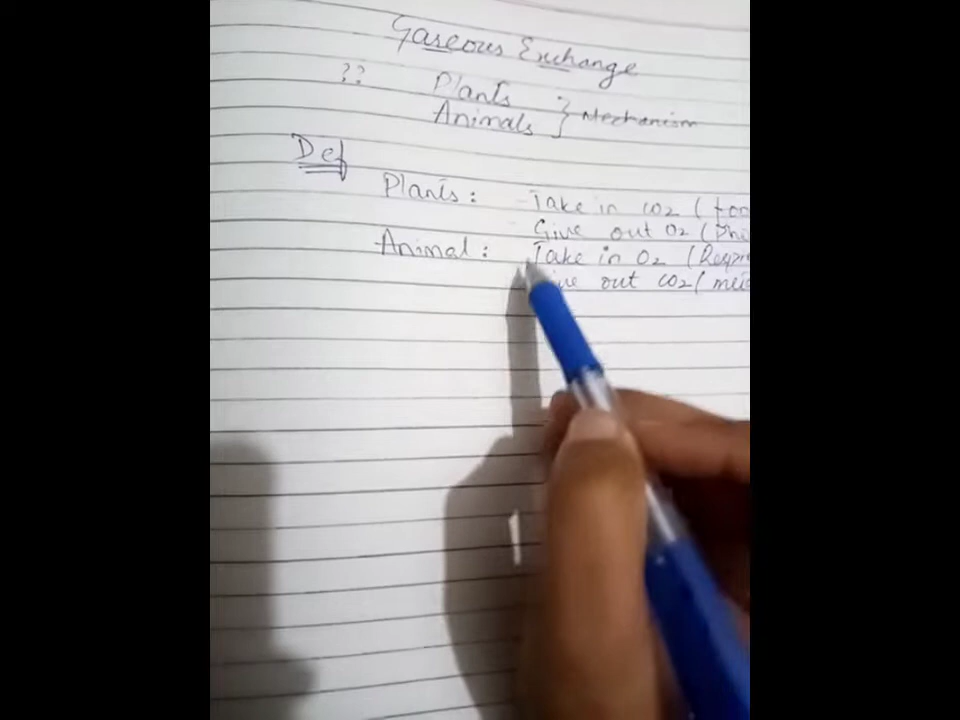 Gaseous Exchange
?? Plants
Animals } Mechanism
Def
Plants: - Take in CO2 (
Give out O2 (
Animal: Take in O2 (
out CO2 (